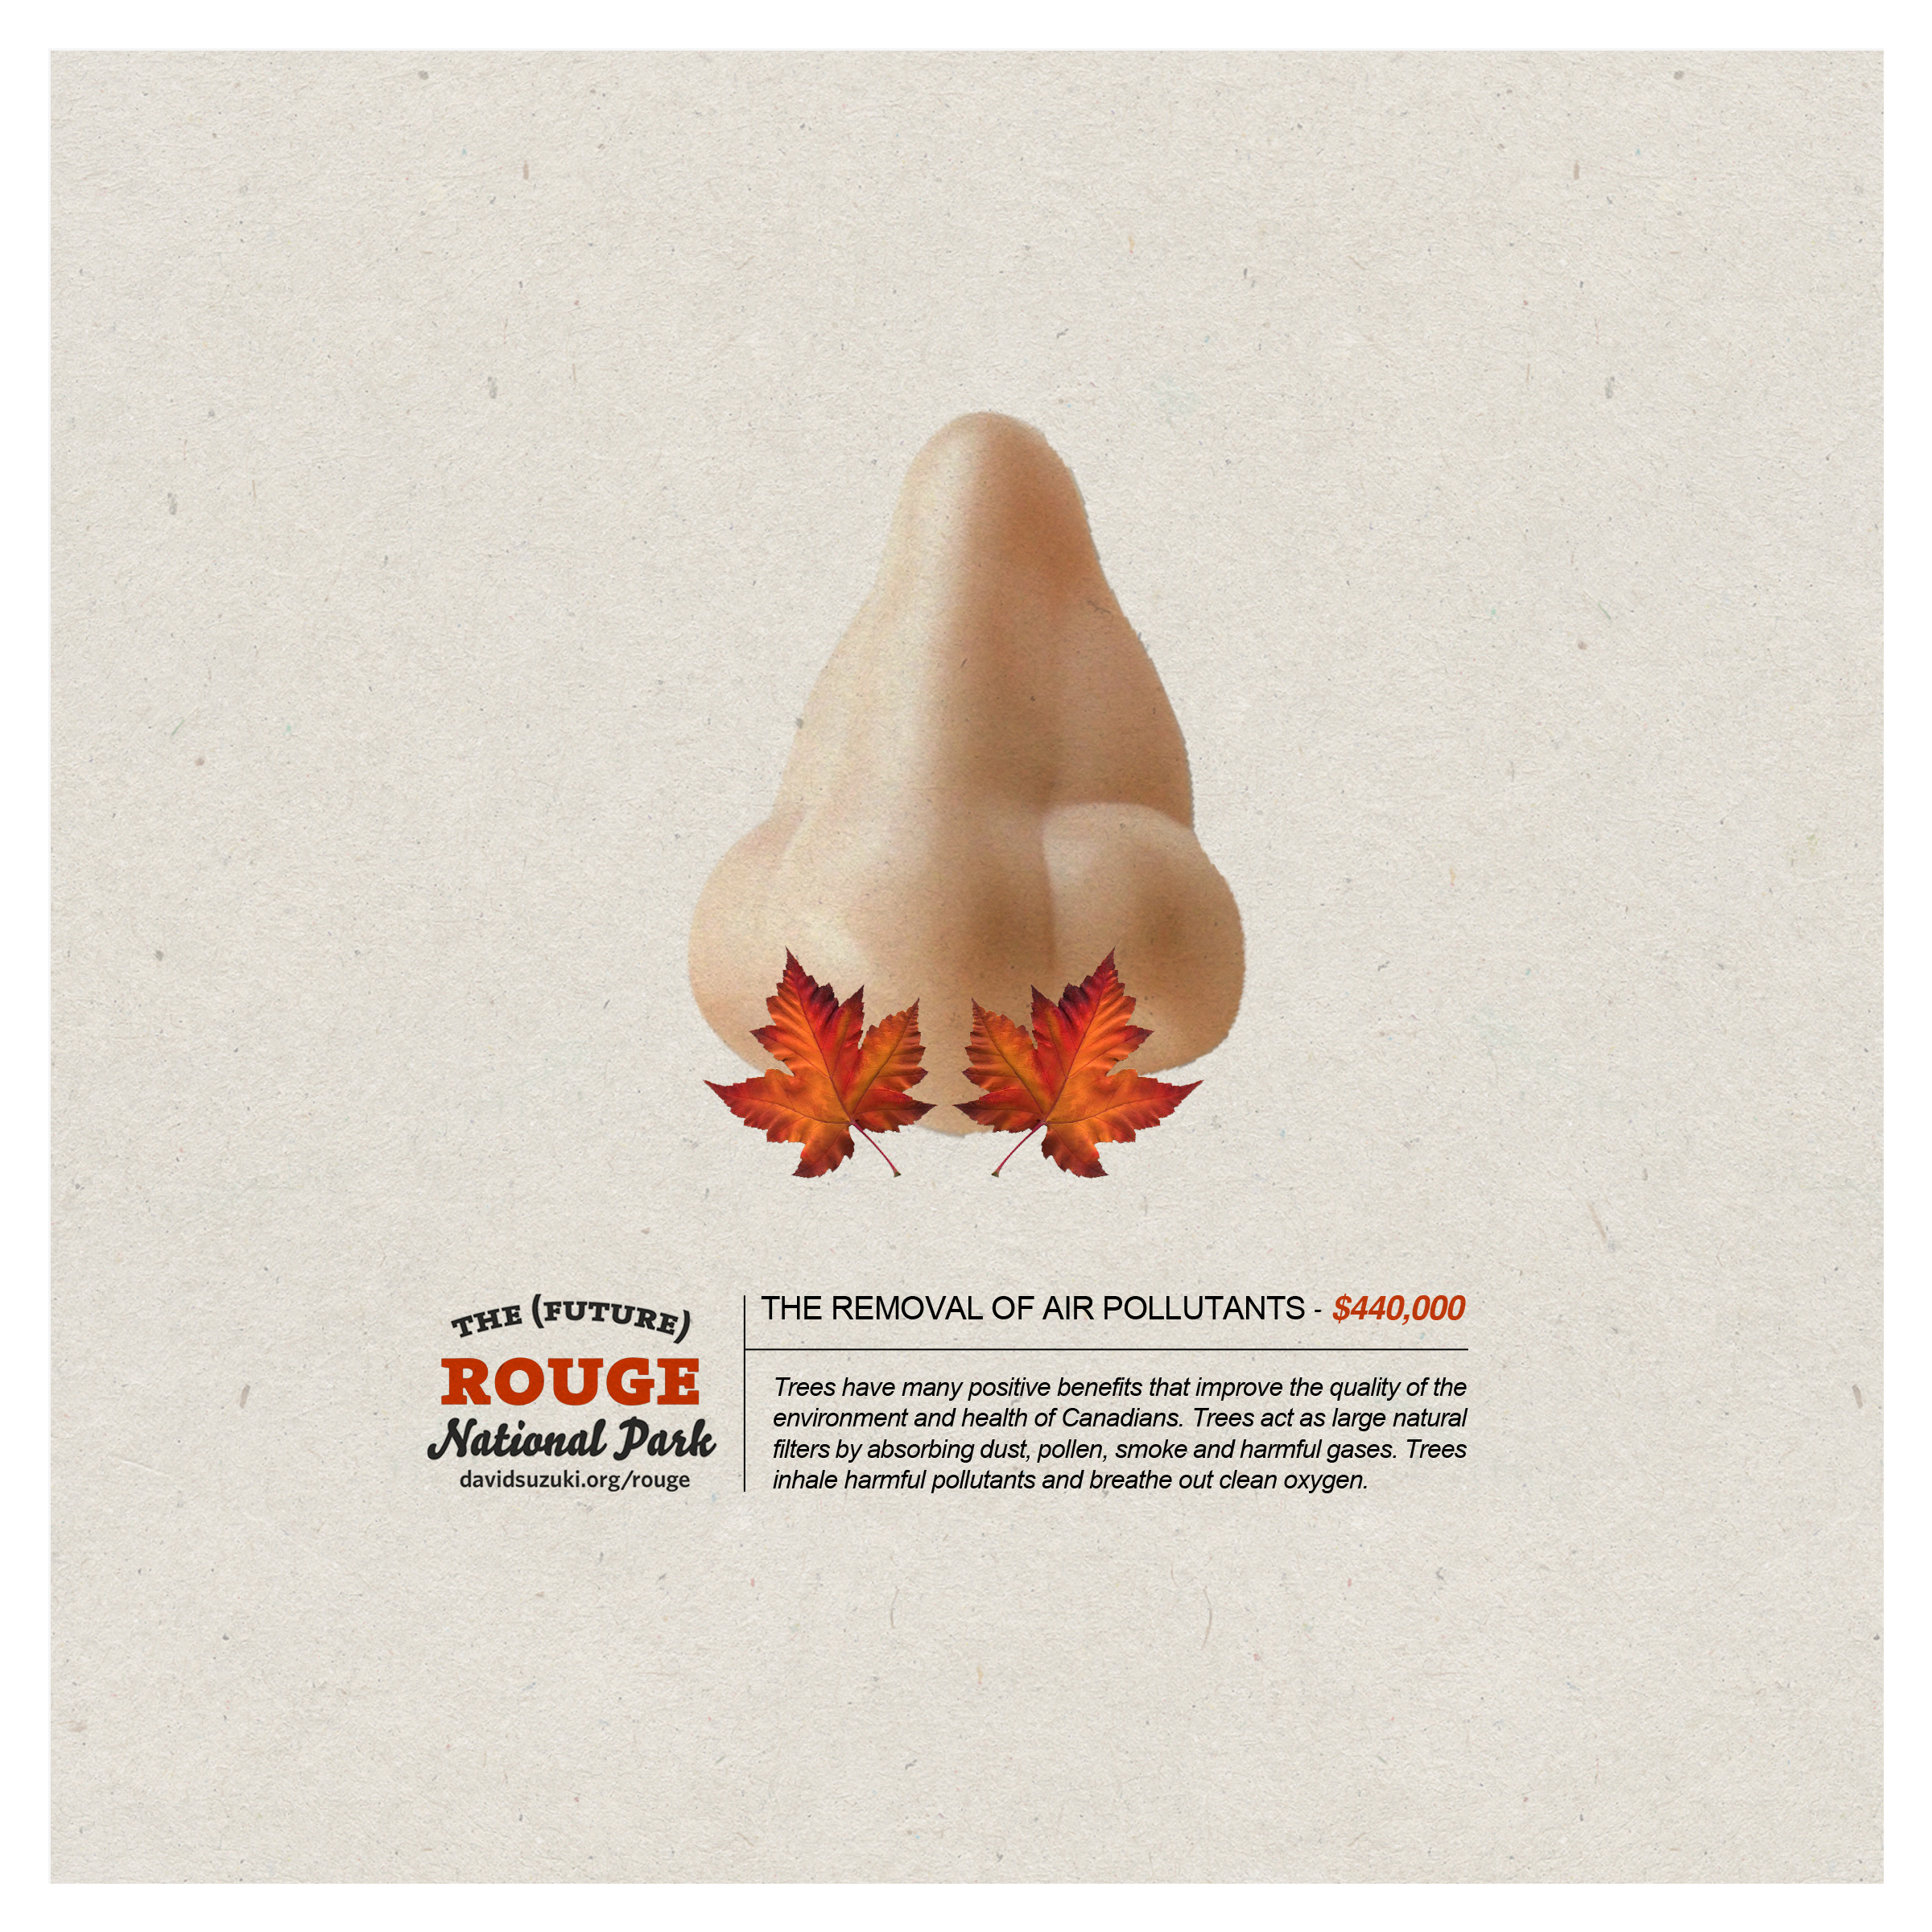 THE (FUTURE)
ROUGE
National Park
davidsuzuki.org/rouge
THE REMOVAL OF AIR POLLUTANTS - $440,000
Trees have many positive benefits that improve the quality of the
environment and health of Canadians. Trees act as large natural
filters by absorbing dust, pollen, smoke and harmful gases. Trees
inhale harmful pollutants and breathe out clean oxygen.